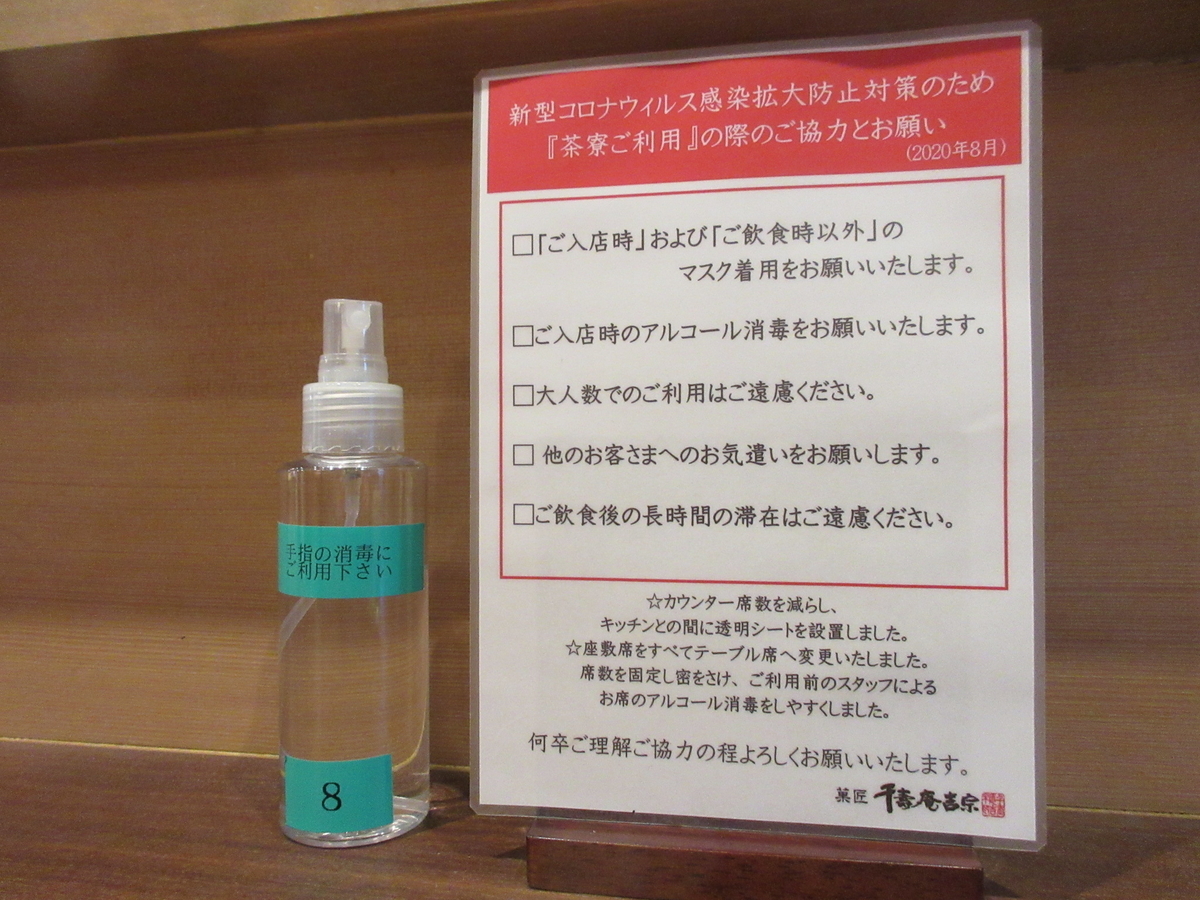 新型コロナウィルス感染拡大防止対策のため
『茶寮ご利用』の際のご協力とお願い
(2020年8月)
□「ご入店時」および「ご飲食時以外」の
マスク着用をお願いいたします。
□ご入店時のアルコール消毒をお願いいたします。
□大人数でのご利用はご遠慮ください。
□ 他のお客さまへのお気遣いをお願いします。
□ご飲食後の長時間の滞在はご遠慮ください。
☆カウンター席数を減らし、
キッチンとの間に透明シートを設置しました。
☆座敷席をすべてテーブル席へ変更いたしました。
席数を固定し密をさけ、ご利用前のスタッフによる
お席のアルコール消毒をしやすくしました。
何卒ご理解ご協力の程よろしくお願いいたします。
菓匠 千壽庵吉宗
手指の消毒に
ご利用下さい
8